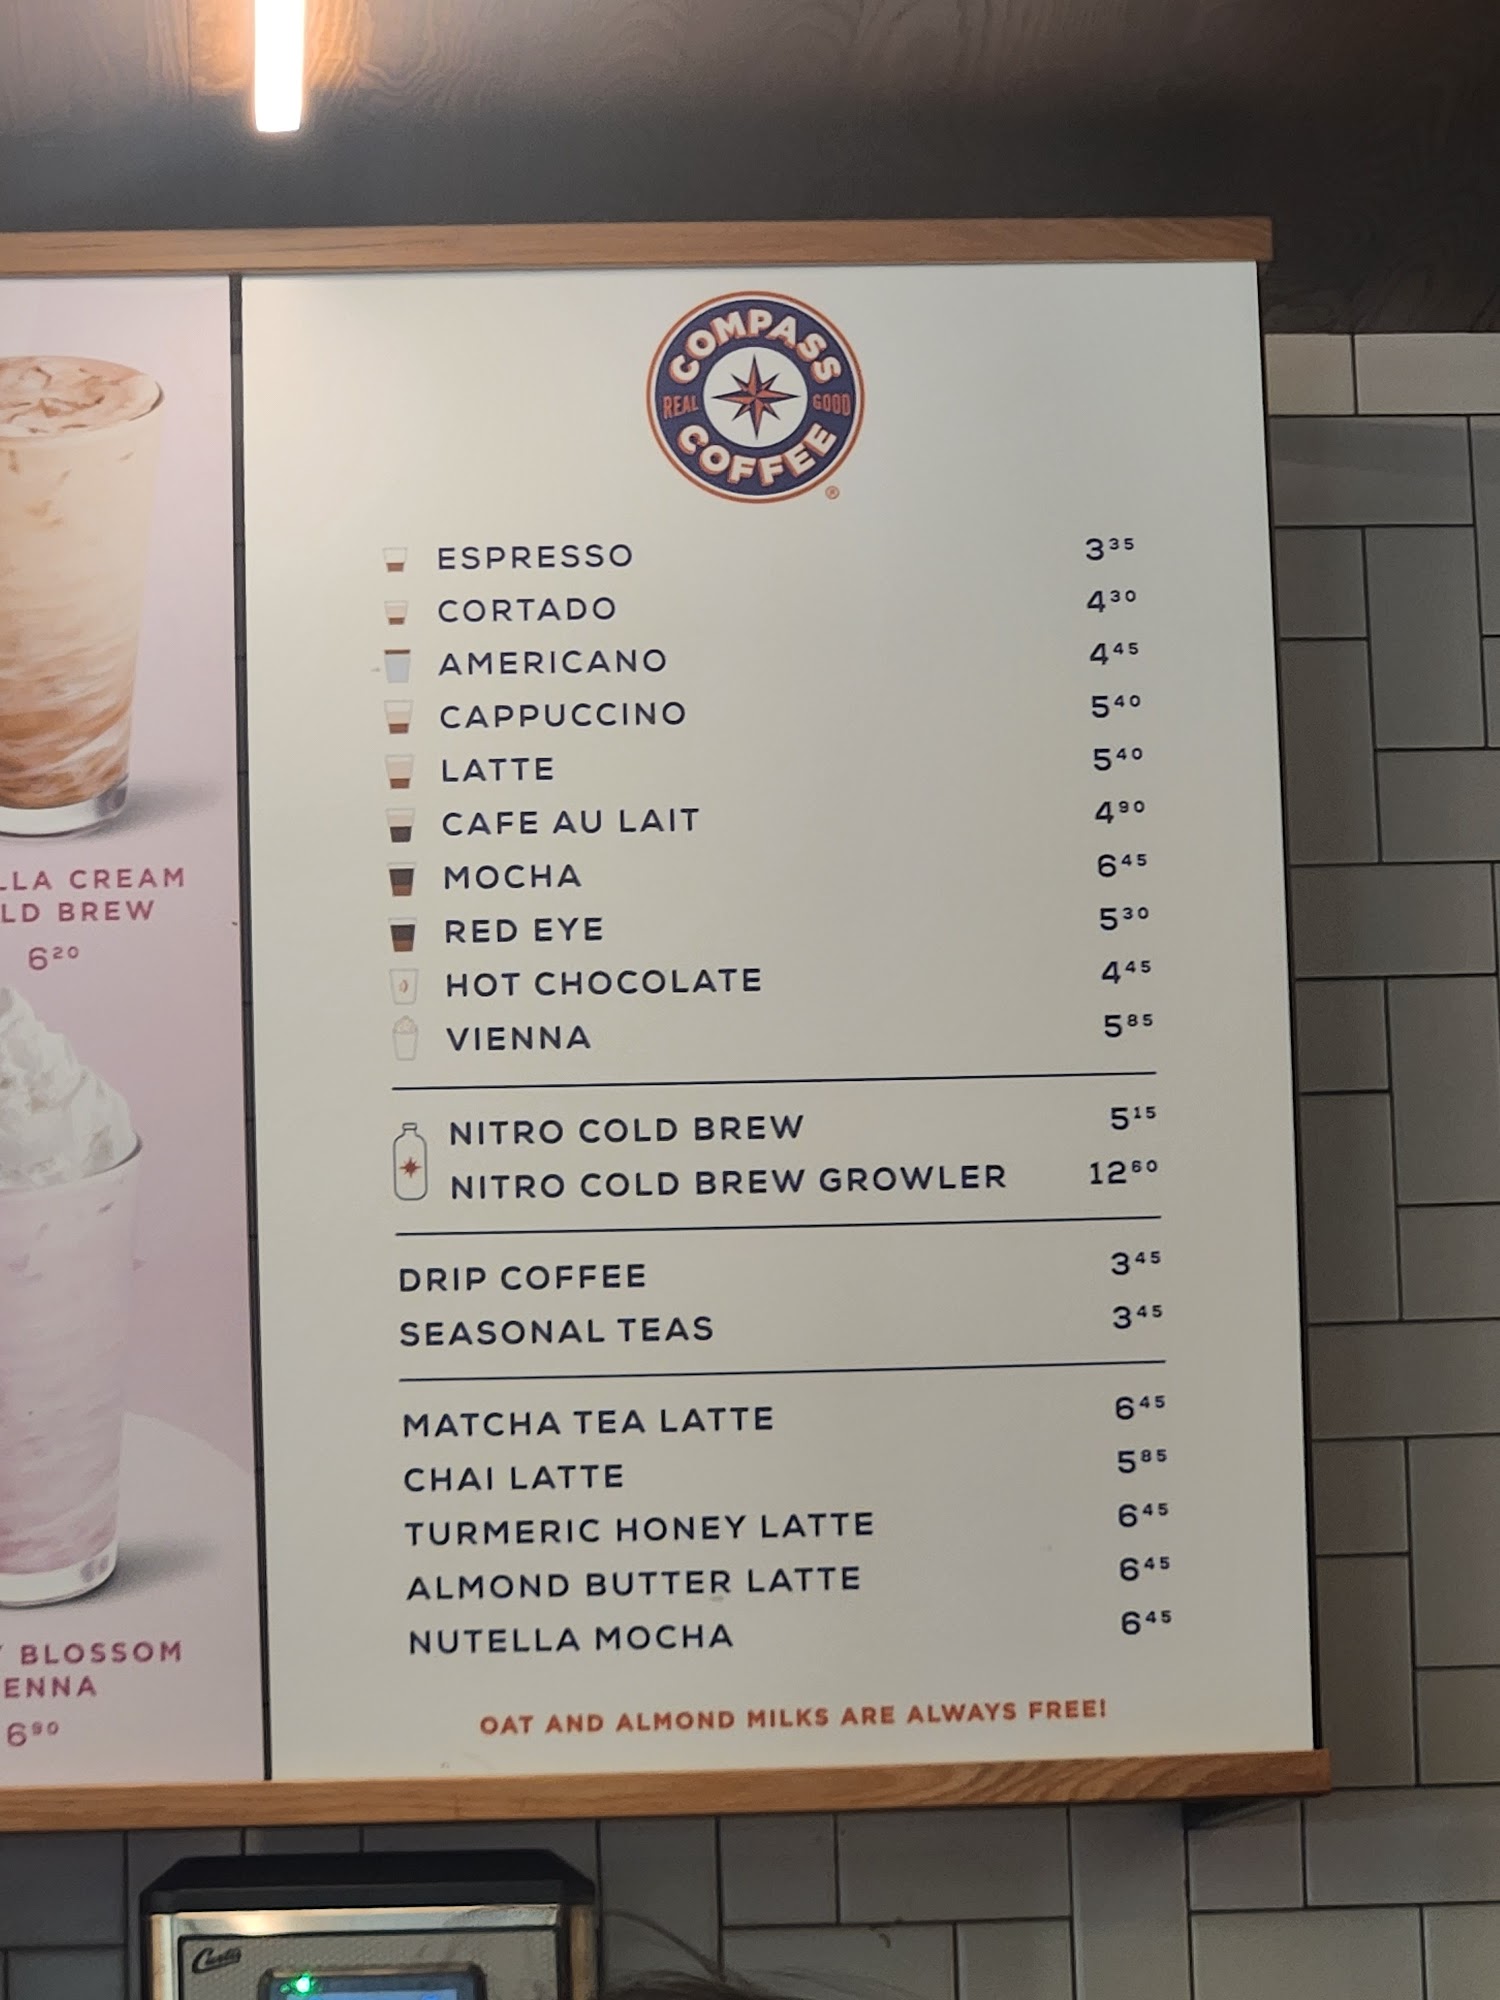 COMPASS
REAL GOOD
COFFEE
®
ESPRESSO 3 35
CORTADO 4 30
AMERICANO 4 45
CAPPUCCINO 5 40
LATTE 5 40
CAFE AU LAIT 4 90
MOCHA 6 45
RED EYE 5 30
HOT CHOCOLATE 4 45
VIENNA 5 85
NITRO COLD BREW 5 15
NITRO COLD BREW GROWLER 12 60
DRIP COFFEE 3 45
SEASONAL TEAS 3 45
MATCHA TEA LATTE 6 45
CHAI LATTE 5 85
TURMERIC HONEY LATTE 6 45
ALMOND BUTTER LATTE 6 45
NUTELLA MOCHA 6 45
OAT AND ALMOND MILKS ARE ALWAYS FREE!
LLA CREAM
LD BREW
6 20
BLOSSOM
ENNA
6 90
Curtis